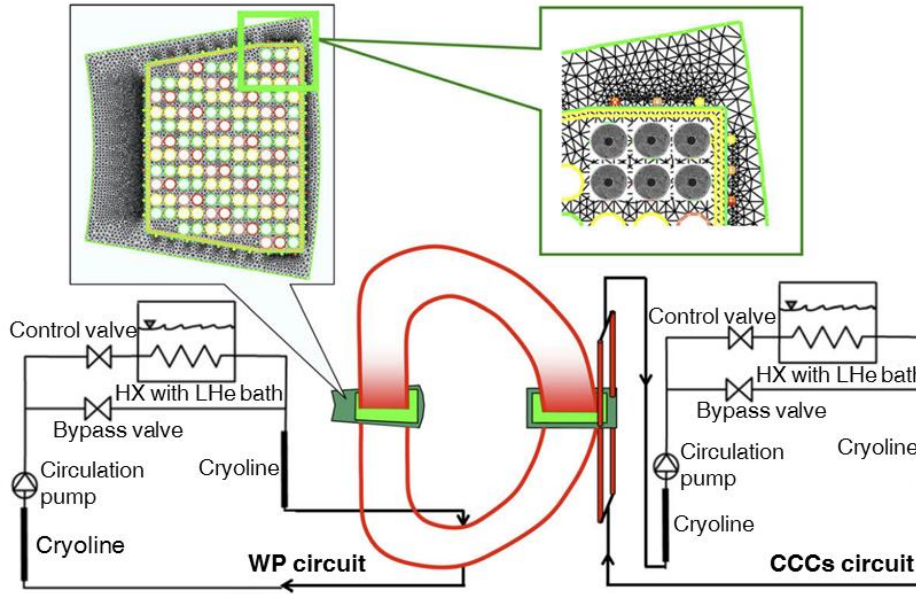 Control valve
HX with LHe bath
Bypass valve
Circulation
pump
Cryoline
Cryoline
WP circuit
Control valve
HX with LHe bath
Bypass valve
Cryoline
Circulation
pump
Cryoline
CCCs circuit